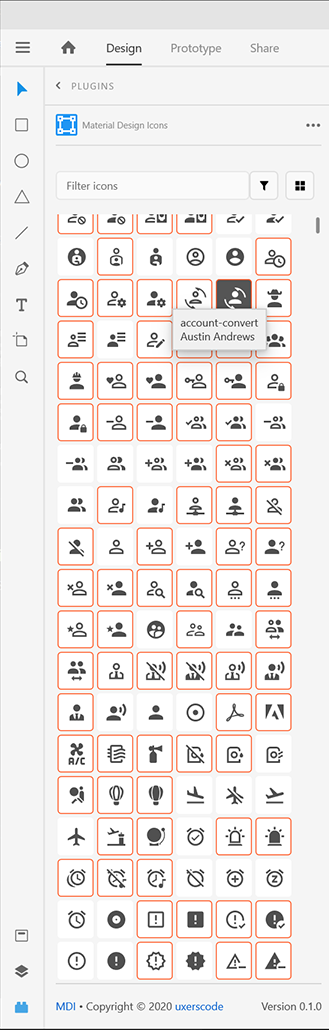 Design Prototype Share
PLUGINS
Material Design Icons
Filter icons
account-convert
Austin Andrews
A/C
MDI • Copyright © 2020 uxerscode Version 0.1.0